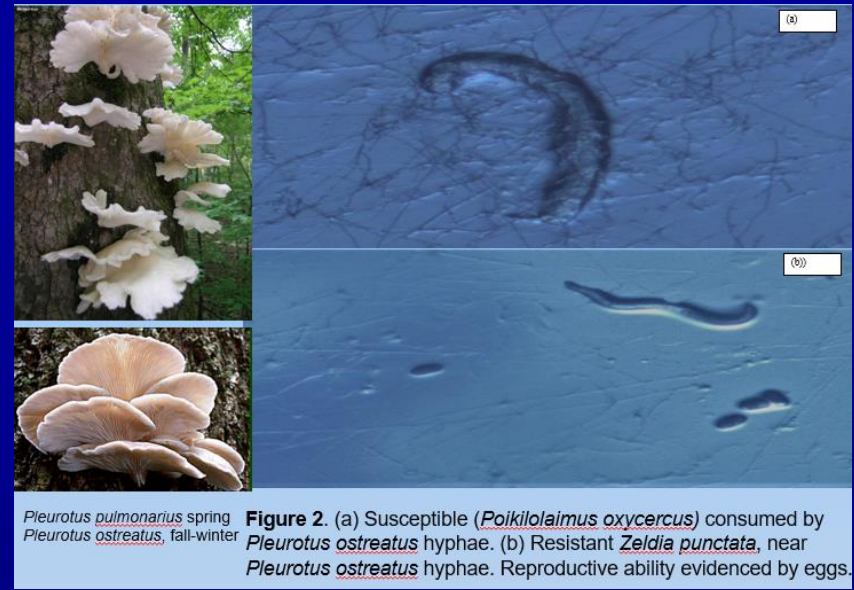 (a)
(b))
Pleurotus pulmonarius spring
Pleurotus ostreatus, fall-winter
Figure 2. (a) Susceptible (Poikilolaimus oxycercus) consumed by
Pleurotus ostreatus hyphae. (b) Resistant Zeldia punctata, near
Pleurotus ostreatus hyphae. Reproductive ability evidenced by eggs.